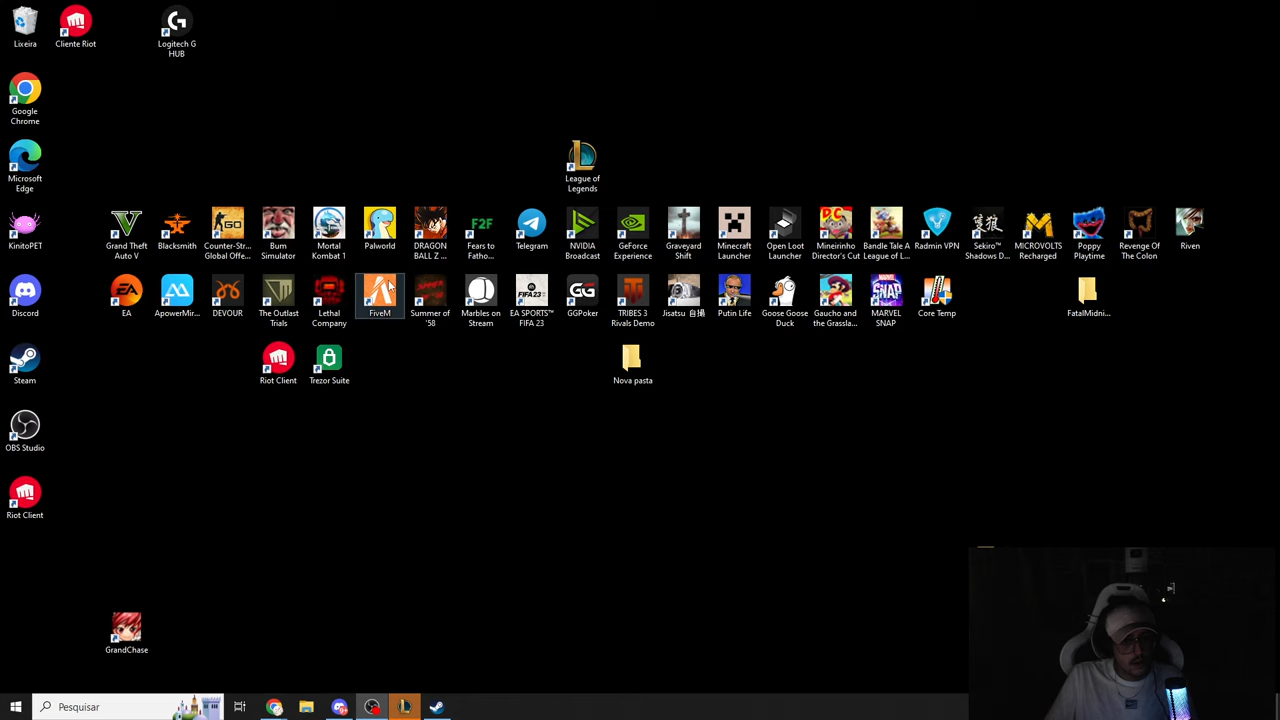 Lixeira
Cliente Riot
Logitech G
HUB
Google
Chrome
Microsoft
Edge
League of
Legends
KinitoPET
Grand Theft
Auto V
Blacksmith
Counter-Str...
Global Offe...
Bum
Simulator
Mortal
Kombat 1
Palworld
DRAGON
BALL Z ...
F2F
Fears to
Fatho...
Telegram
NVIDIA
Broadcast
GeForce
Experience
Graveyard
Shift
Minecraft
Launcher
Open Loot
Launcher
Mineirinho
Director's Cut
Bandle Tale A
League of L...
Radmin VPN
Sekiro™
Shadows D...
MICROVOLTS
Recharged
Poppy
Playtime
Revenge Of
The Colon
Riven
Discord
EA
ApowerMir...
DEVOUR
The Outlast
Trials
Lethal
Company
FiveM
Summer of
'58
Marbles on
Stream
EA SPORTS™
FIFA 23
GGPoker
TRIBES 3
Rivals Demo
Jisatsu 自撮
Putin Life
Goose Goose
Duck
Gaucho and
the Grassla...
MARVEL
SNAP
Core Temp
FatalMidni...
Steam
Riot Client
Trezor Suite
Nova pasta
OBS Studio
Riot Client
GrandChase
Pesquisar